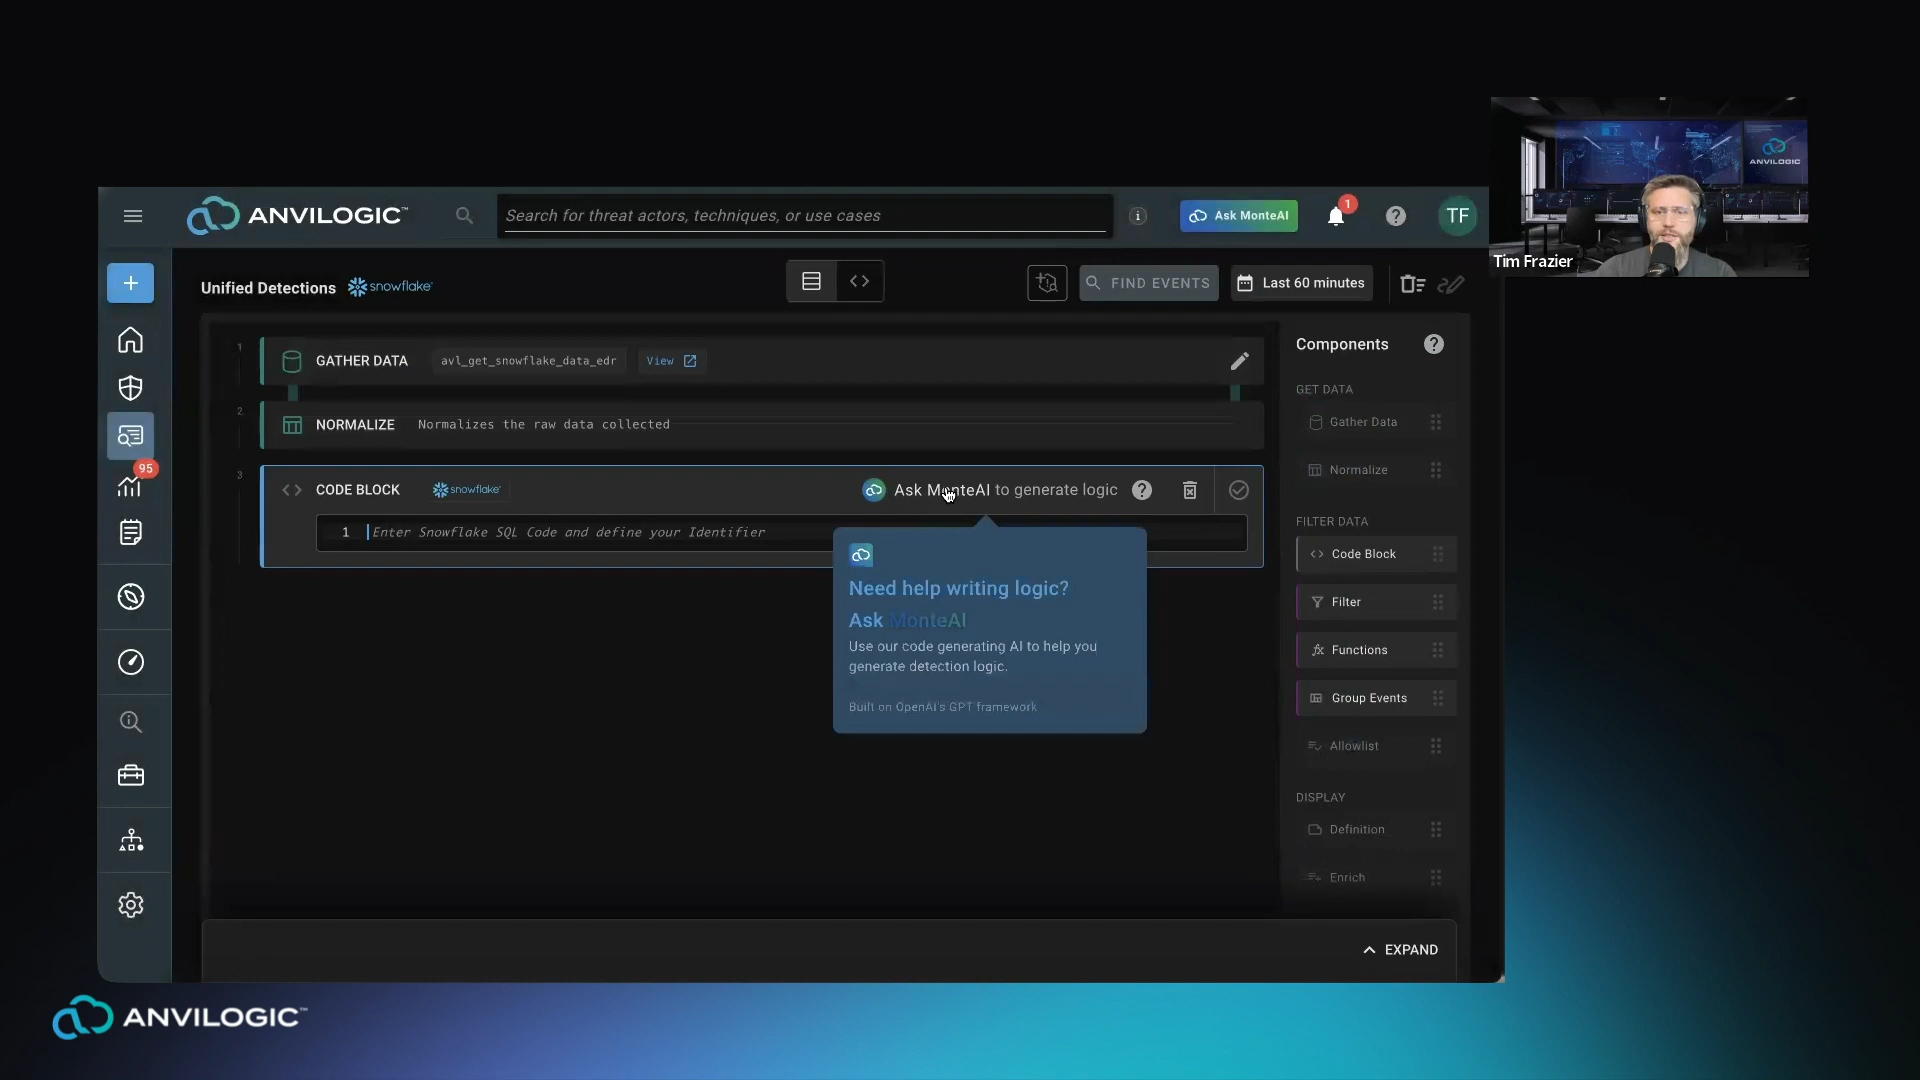 ANVILOGIC™
Search for threat actors, techniques, or use cases
Ask MonteAI
1
TF
ANVILOGIC
Tim Frazier
Unified Detections
snowflake
FIND EVENTS
Last 60 minutes
1
GATHER DATA
avl_get_snowflake_data_edr
View
2
NORMALIZE
Normalizes the raw data collected
3
CODE BLOCK
snowflake
Ask MonteAI to generate logic
1
Enter Snowflake SQL Code and define your Identifier
Need help writing logic?
Ask MonteAI
Use our code generating AI to help you
generate detection logic.
Built on OpenAI's GPT framework
95
Components
GET DATA
Gather Data
Normalize
FILTER DATA
Code Block
Filter
Functions
Group Events
Allowlist
DISPLAY
Definition
Enrich
EXPAND
ANVILOGIC™